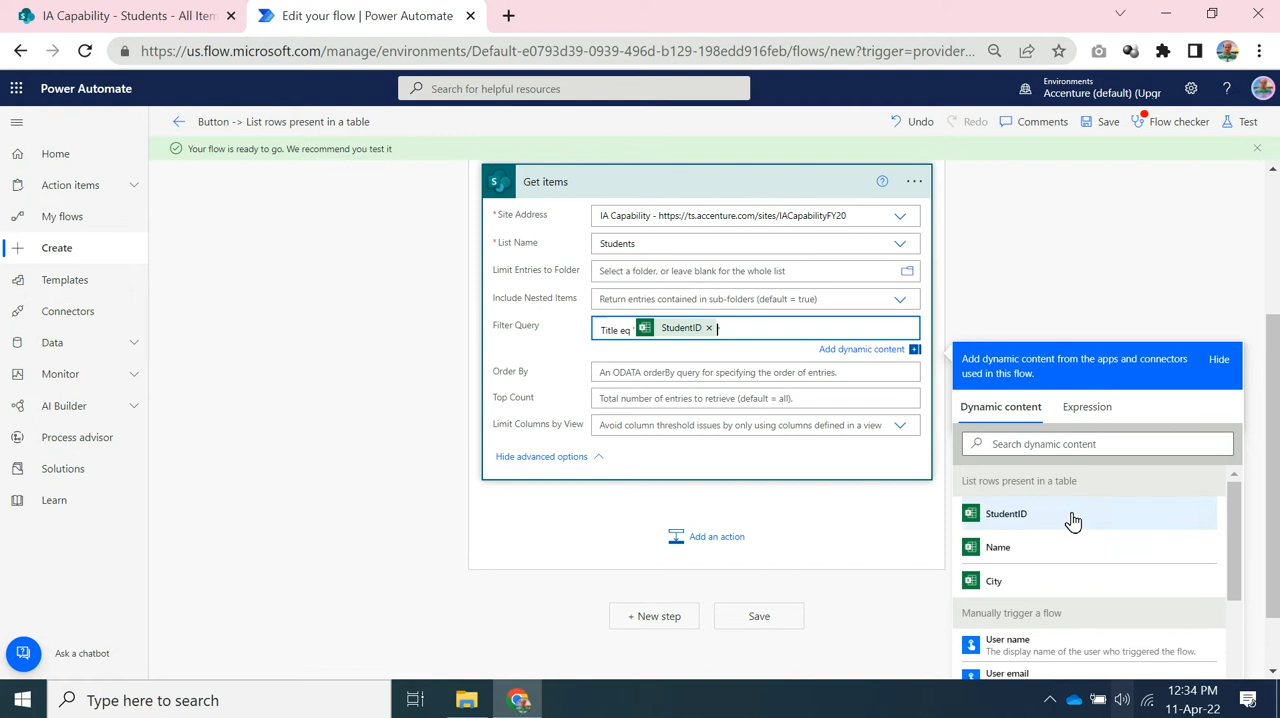 IA Capability - Students - All Item
Edit your flow | Power Automate
https://us.flow.microsoft.com/manage/environments/Default-e0793d39-0939-496d-b129-198dd916feb/flows/new?trigger=provider...
Power Automate
Search for helpful resources
Environments
Accenture (default) (Upgr
Button -> List rows present in a table
Undo
Redo
Comments
Save
Flow checker
Test
Your flow is ready to go. We recommend you test it
Home
Action items
My flows
Create
Templates
Connectors
Data
Monitor
AI Builder
Process advisor
Solutions
Learn
Ask a chatbot
Get items
*Site Address
IA Capability - https://ts.accenture.com/sites/IACapabilityFY20
*List Name
Students
Limit Entries to Folder
Select a folder, or leave blank for the whole list
Include Nested Items
Return entries contained in sub-folders (default = true)
Filter Query
Title eq ' StudentID × '
Add dynamic content
Order By
An ODATA orderBy query for specifying the order of entries.
Top Count
Total number of entries to retrieve (default = all).
Limit Columns by View
Avoid column threshold issues by only using columns defined in a view
Hide advanced options
Add an action
+ New step
Save
Add dynamic content from the apps and connectors
used in this flow.
Hide
Dynamic content
Expression
Search dynamic content
List rows present in a table
StudentID
Name
City
Manually trigger a flow
User name
The display name of the user who triggered the flow.
User email
Type here to search
12:34 PM
11-Apr-22